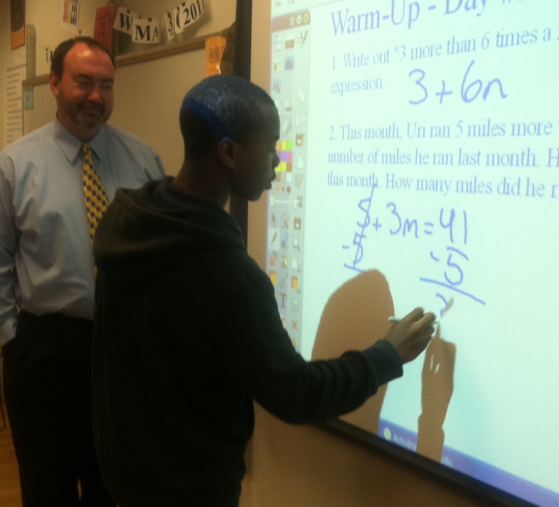 Warm-Up - Day
1. Write out "3 more than 6 times a
expression.
3+6n
2. This month, Uri ran 5 miles more
number of miles he ran last month. H
this month. How many miles did he r
5+3m=41
-5 -5